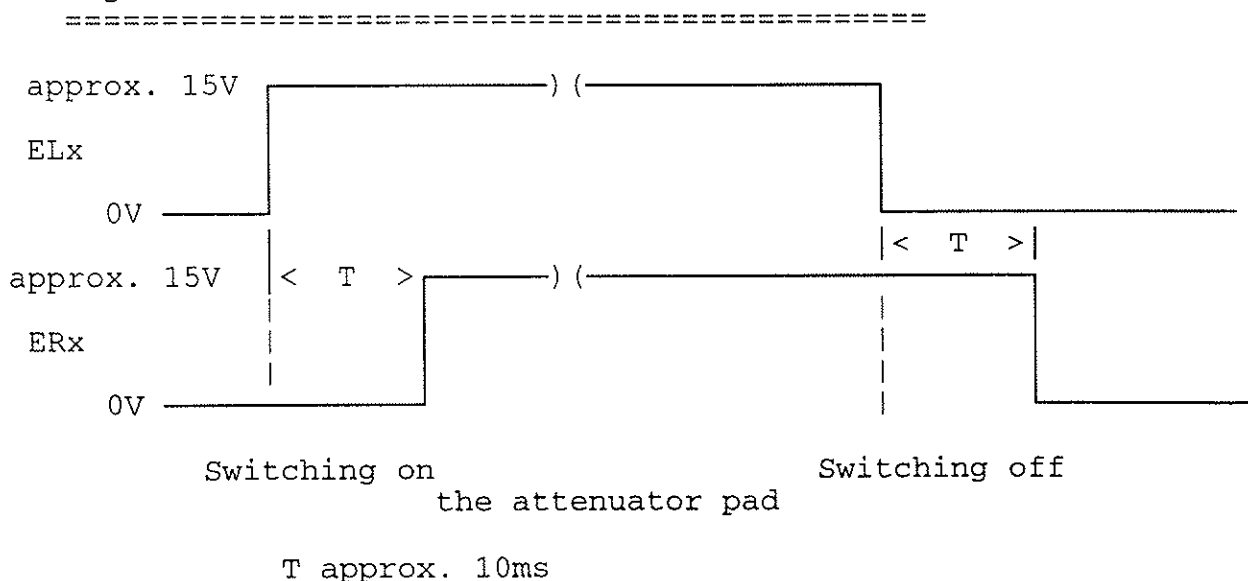 approx. 15V
ELx
0V
< T >
approx. 15V < T >
ERx
0V
Switching on Switching off
the attenuator pad
T approx. 10ms